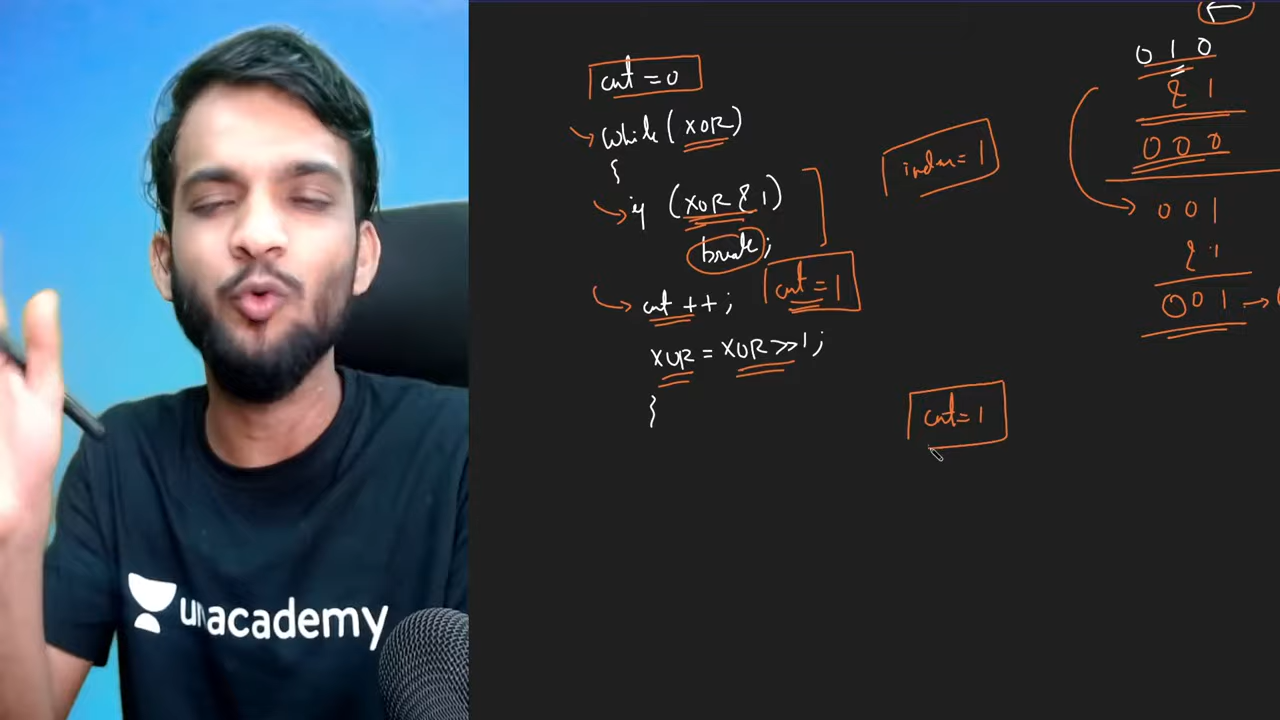 cnt = 0
while ( XOR )
{
if ( XOR & 1 )
break ;
cnt = 1
cnt ++ ;
XOR = XOR >> 1 ;
}
index = 1
cnt = 1
0 1 0
& 1
0 0 0
0 0 1
& 1
0 0 1 →
unacademy